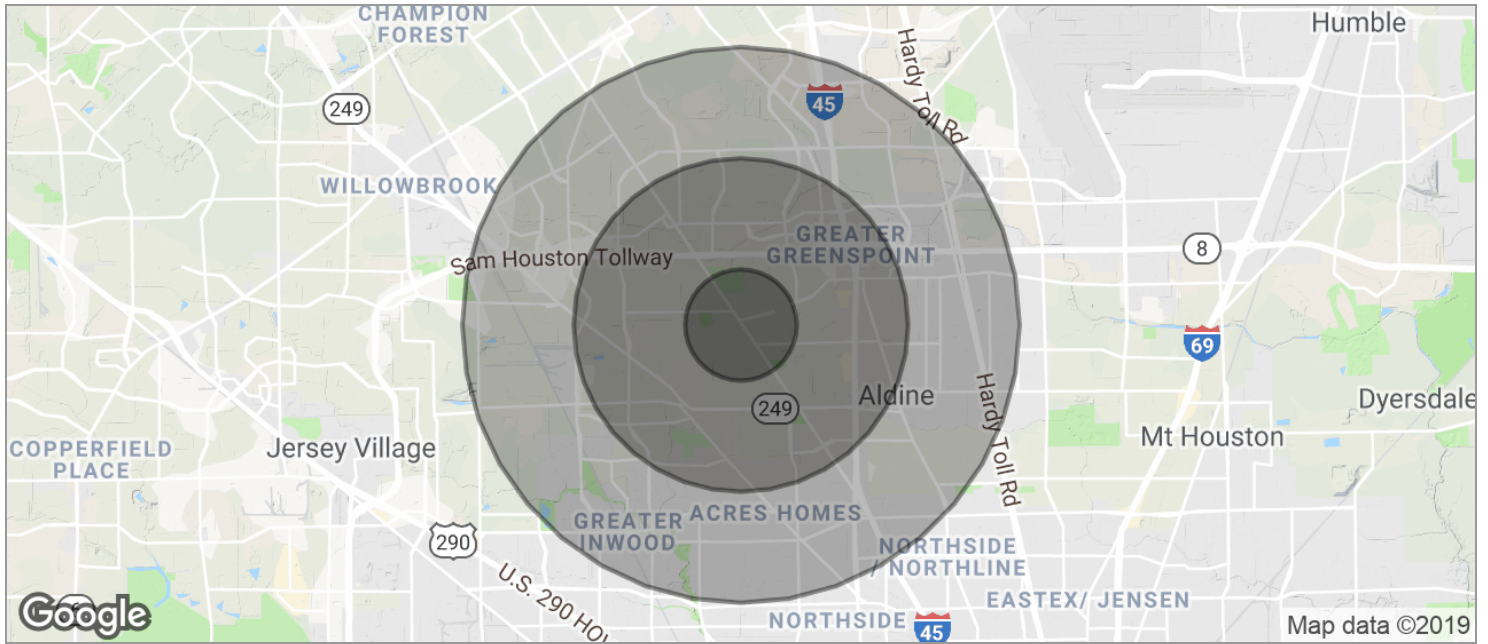 CHAMPION
FOREST
Humble
Hardy Toll Rd
45
249
WILLOWBROOK
GREATER
GREENSPOINT
8
Sam Houston Tollway
69
Aldine
249
Hardy Toll Rd
Dyersdale
COPPERFIELD
PLACE
Jersey Village
Mt Houston
GREATER
INWOOD
ACRES HOMES
290
NORTHSIDE
/ NORTHLINE
U.S. 290 HOV
EASTEX/ JENSEN
NORTHSIDE
45
Google
Map data ©2019